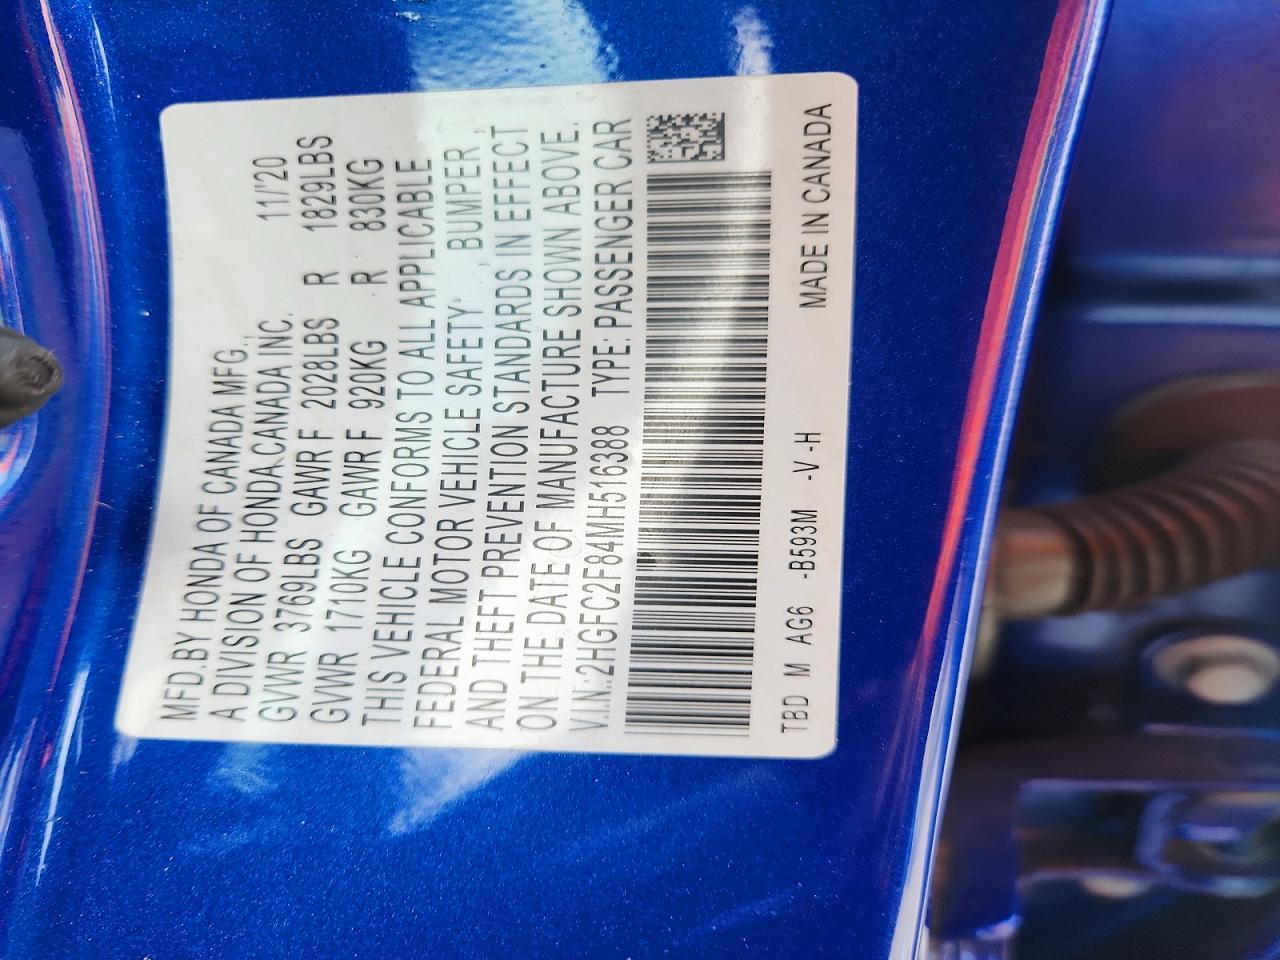 MFD.BY HONDA OF CANADA MFG.,
A DIVISION OF HONDA CANADA INC. 11/'20
GVWR 3769LBS GAWR F 2028LBS R 1829LBS
GVWR 1710KG GAWR F 920KG R 830KG
THIS VEHICLE CONFORMS TO ALL APPLICABLE
FEDERAL MOTOR VEHICLE SAFETY, BUMPER,
AND THEFT PREVENTION STANDARDS IN EFFECT
ON THE DATE OF MANUFACTURE SHOWN ABOVE.
V.I.N.:2HGFC2F84MH516388 TYPE: PASSENGER CAR
TBD M AG6 -B593M -V-H MADE IN CANADA